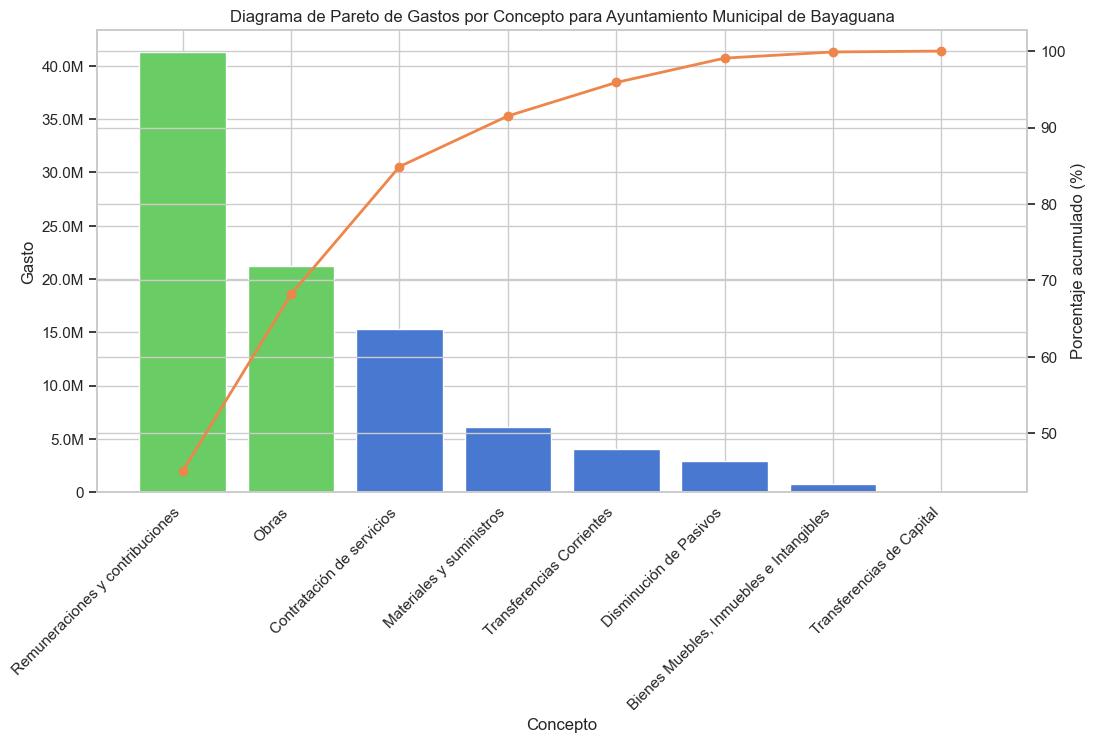 Diagrama de Pareto de Gastos por Concepto para Ayuntamiento Municipal de Bayaguana
Gasto
40.0M
35.0M
30.0M
25.0M
20.0M
15.0M
10.0M
5.0M
0
100
90
80
70
60
50
Porcentaje acumulado (%)
Remuneraciones y contribuciones
Obras
Contratación de servicios
Materiales y suministros
Transferencias Corrientes
Disminución de Pasivos
Bienes Muebles, Inmuebles e Intangibles
Transferencias de Capital
Concepto